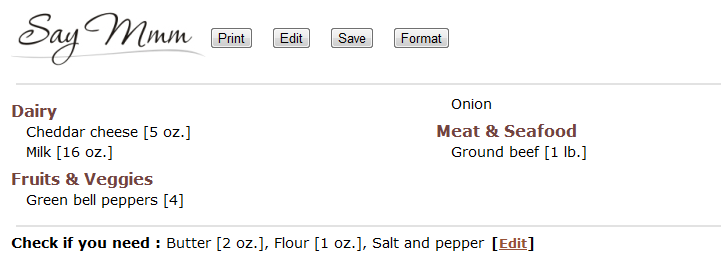 Say Mmm
Print Edit Save Format
Dairy
Cheddar cheese [5 oz.]
Milk [16 oz.]
Fruits & Veggies
Green bell peppers [4]
Onion
Meat & Seafood
Ground beef [1 lb.]
Check if you need : Butter [2 oz.], Flour [1 oz.], Salt and pepper [Edit]